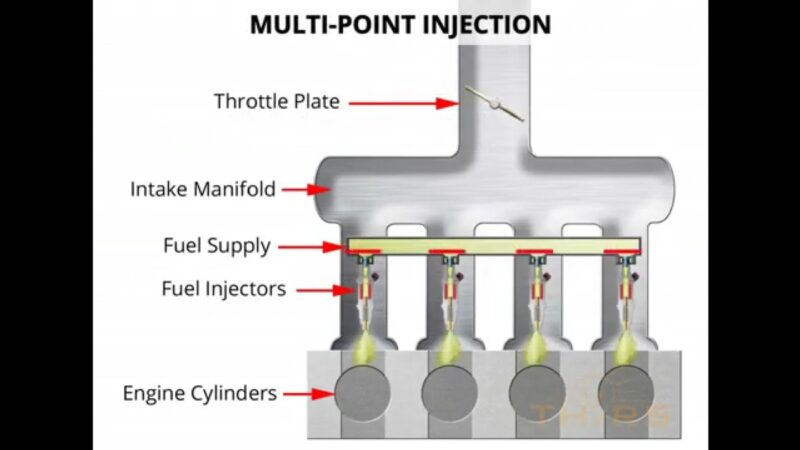 MULTI-POINT INJECTION
Throttle Plate
Intake Manifold
Fuel Supply
Fuel Injectors
Engine Cylinders